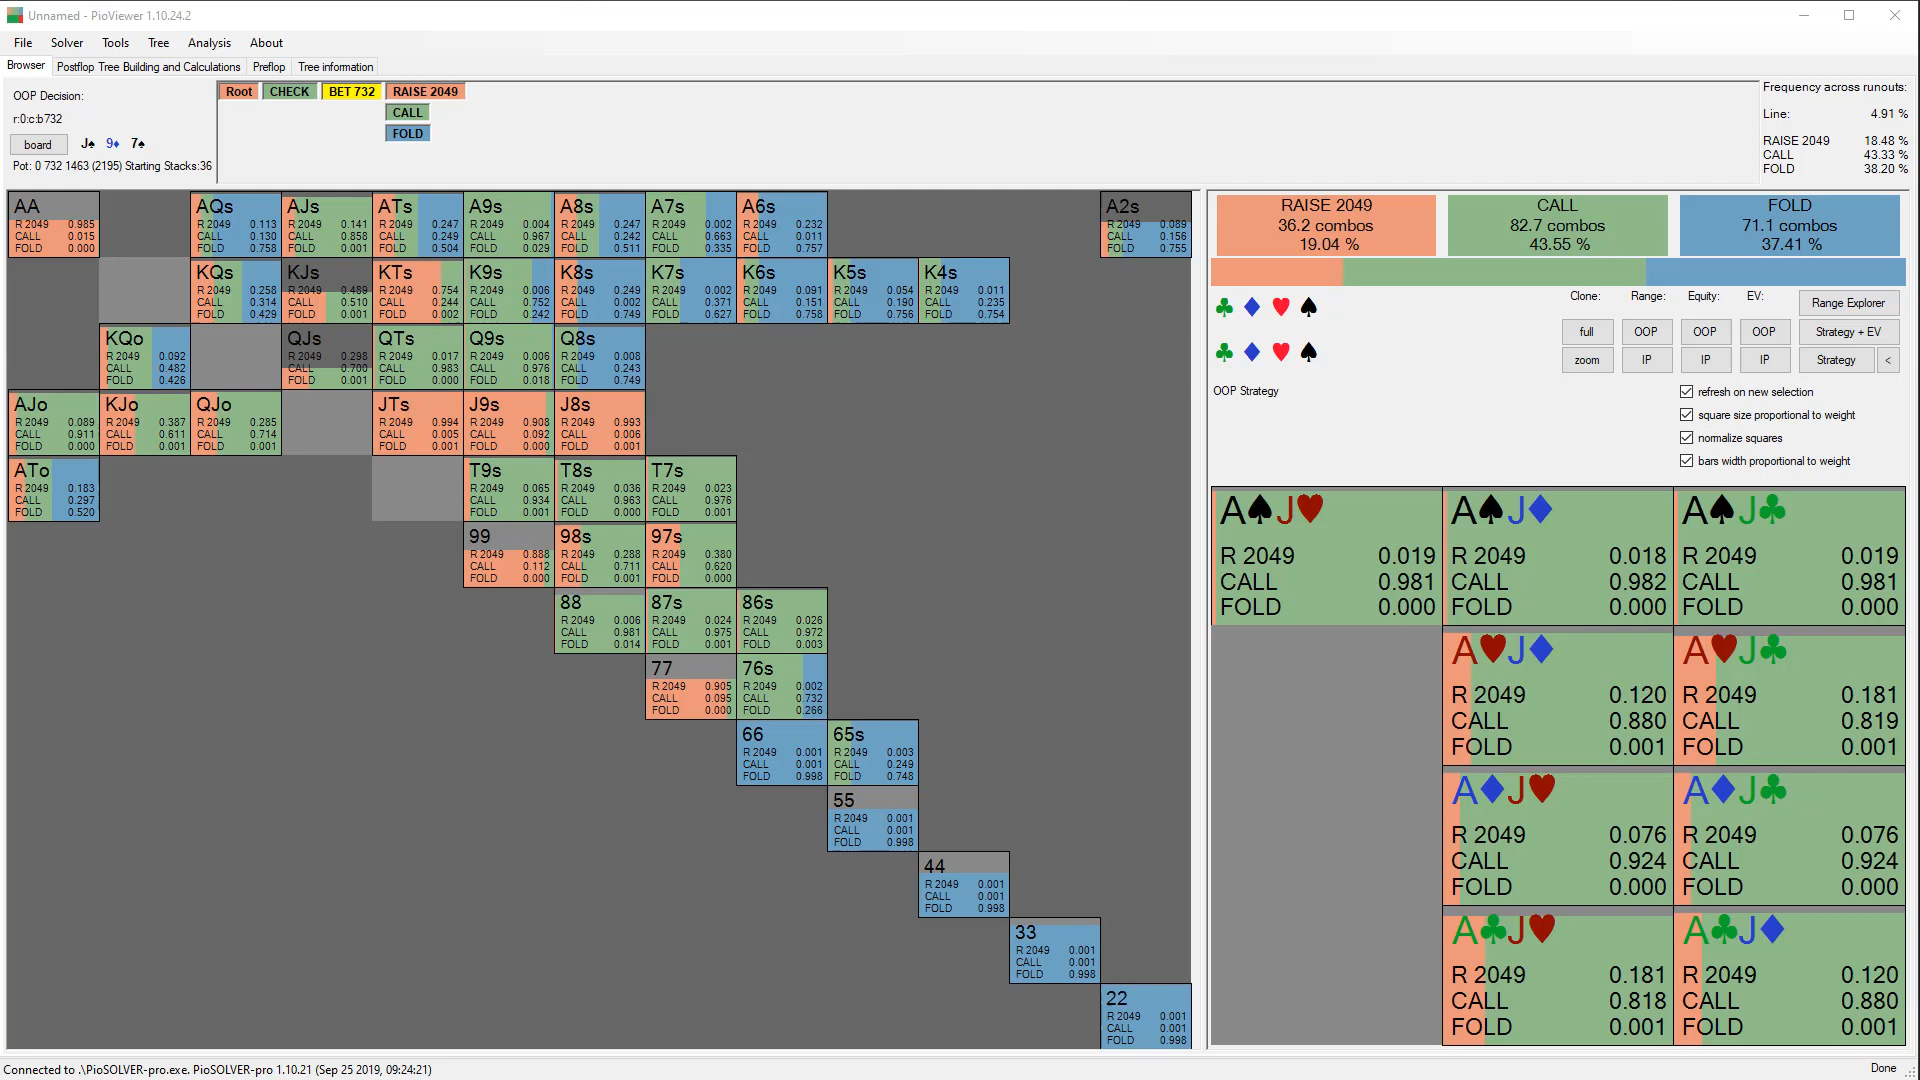 Unnamed - PioViewer 1.10.24.2
File Solver Tools Tree Analysis About
Browser Postflop Tree Building and Calculations Preflop Tree information
OOP Decision:
r:0:c:b732
board J♠ 9♦ 7♠
Pot: 0 732 1463 (2195) Starting Stacks:36
Root CHECK BET 732 RAISE 2049
CALL
FOLD
Frequency across runouts:
Line: 4.91 %
RAISE 2049 18.48 %
CALL 43.33 %
FOLD 38.20 %
AA AQs AJs ATs A9s A8s A7s A6s A2s
R 2049 0.985 R 2049 0.113 R 2049 0.141 R 2049 0.247 R 2049 0.004 R 2049 0.247 R 2049 0.002 R 2049 0.232 R 2049 0.089
CALL 0.015 CALL 0.130 CALL 0.858 CALL 0.249 CALL 0.967 CALL 0.242 CALL 0.663 CALL 0.011 CALL 0.156
FOLD 0.000 FOLD 0.758 FOLD 0.001 FOLD 0.504 FOLD 0.029 FOLD 0.511 FOLD 0.335 FOLD 0.757 FOLD 0.755
KQs KJs KTs K9s K8s K7s K6s K5s K4s
R 2049 0.258 R 2049 0.489 R 2049 0.754 R 2049 0.006 R 2049 0.249 R 2049 0.002 R 2049 0.091 R 2049 0.054 R 2049 0.011
CALL 0.314 CALL 0.510 CALL 0.244 CALL 0.752 CALL 0.002 CALL 0.371 CALL 0.151 CALL 0.190 CALL 0.235
FOLD 0.429 FOLD 0.001 FOLD 0.002 FOLD 0.242 FOLD 0.749 FOLD 0.627 FOLD 0.758 FOLD 0.756 FOLD 0.754
KQo QJs QTs Q9s Q8s
R 2049 0.092 R 2049 0.298 R 2049 0.017 R 2049 0.006 R 2049 0.008
CALL 0.482 CALL 0.700 CALL 0.983 CALL 0.976 CALL 0.243
FOLD 0.426 FOLD 0.001 FOLD 0.000 FOLD 0.018 FOLD 0.749
AJo KJo QJo JTs J9s J8s
R 2049 0.089 R 2049 0.387 R 2049 0.285 R 2049 0.994 R 2049 0.908 R 2049 0.993
CALL 0.911 CALL 0.611 CALL 0.714 CALL 0.005 CALL 0.092 CALL 0.006
FOLD 0.000 FOLD 0.001 FOLD 0.001 FOLD 0.001 FOLD 0.000 FOLD 0.001
ATo T9s T8s T7s
R 2049 0.183 R 2049 0.065 R 2049 0.036 R 2049 0.023
CALL 0.297 CALL 0.934 CALL 0.963 CALL 0.976
FOLD 0.520 FOLD 0.001 FOLD 0.000 FOLD 0.001
99 98s 97s
R 2049 0.888 R 2049 0.288 R 2049 0.380
CALL 0.112 CALL 0.711 CALL 0.620
FOLD 0.000 FOLD 0.001 FOLD 0.000
88 87s 86s
R 2049 0.006 R 2049 0.024 R 2049 0.026
CALL 0.981 CALL 0.975 CALL 0.972
FOLD 0.014 FOLD 0.001 FOLD 0.003
77 76s
R 2049 0.905 R 2049 0.002
CALL 0.095 CALL 0.732
FOLD 0.000 FOLD 0.266
66 65s
R 2049 0.001 R 2049 0.003
CALL 0.001 CALL 0.249
FOLD 0.998 FOLD 0.748
55
R 2049 0.001
CALL 0.001
FOLD 0.998
44
R 2049 0.001
CALL 0.001
FOLD 0.998
33
R 2049 0.001
CALL 0.001
FOLD 0.998
22
R 2049 0.001
CALL 0.001
FOLD 0.998
RAISE 2049 CALL FOLD
36.2 combos 82.7 combos 71.1 combos
19.04 % 43.55 % 37.41 %
♣ ♦ ♥ ♠ Clone: Range: Equity: EV: Range Explorer
full OOP OOP OOP Strategy + EV
♣ ♦ ♥ ♠ zoom IP IP IP Strategy <
OOP Strategy
refresh on new selection
square size proportional to weight
nomalize squares
bars width proportional to weight
A♠J♥ A♠J♦ A♠J♣
R 2049 0.019 R 2049 0.018 R 2049 0.019
CALL 0.981 CALL 0.982 CALL 0.981
FOLD 0.000 FOLD 0.000 FOLD 0.000
A♥J♦ A♥J♣
R 2049 0.120 R 2049 0.181
CALL 0.880 CALL 0.819
FOLD 0.001 FOLD 0.001
A♦J♥ A♦J♣
R 2049 0.076 R 2049 0.076
CALL 0.924 CALL 0.924
FOLD 0.000 FOLD 0.000
A♣J♥ A♣J♦
R 2049 0.181 R 2049 0.120
CALL 0.818 CALL 0.880
FOLD 0.001 FOLD 0.001
Connected to .\PioSOLVER-pro.exe. PioSOLVER-pro 1.10.21 (Sep 25 2019, 09:24:21) Done